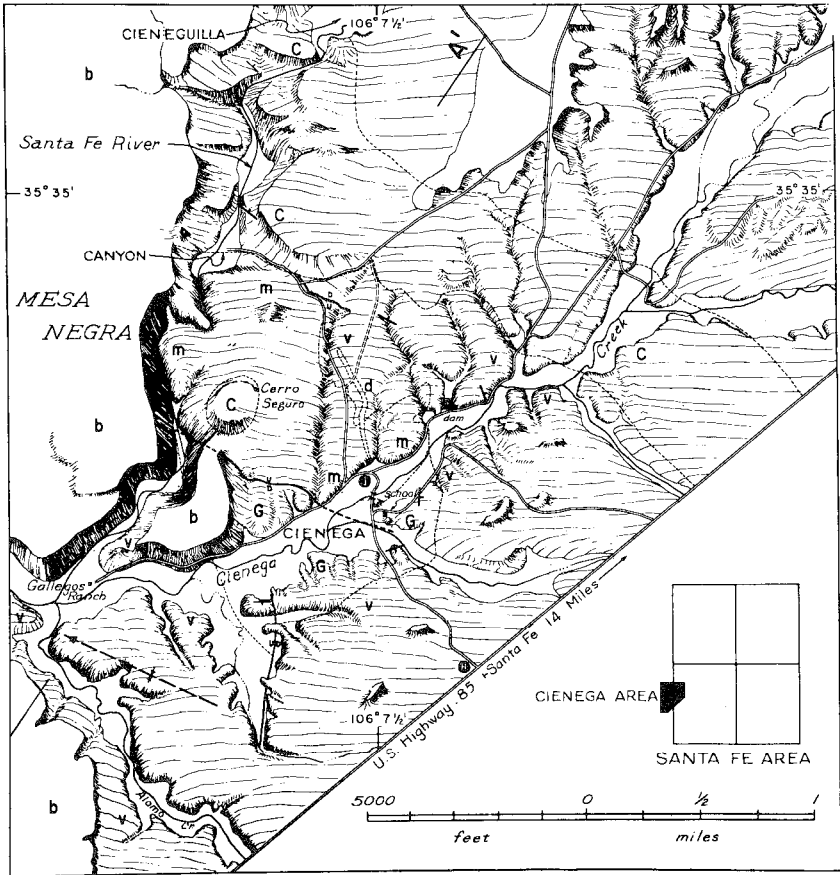 CIENEGUILLA
106° 7½'
C
A'
b
Santa Fe River
35° 35'
35° 35'
C
CANYON
m
MESA
NEGRA
v
m
v
C
Creek
d
C
Cerro
Seguro
v
dam
b
m
m
v
J
School
G
b
G
CIENEGA
v
Cienega
G
Gallegos
Ranch
v
v
v
H
106° 7½'
U.S. Highway 85 Santa Fe 14 Miles
CIENEGA AREA
SANTA FE AREA
b
v
Alamo Cr.
5000 0 ½ 1
feet miles